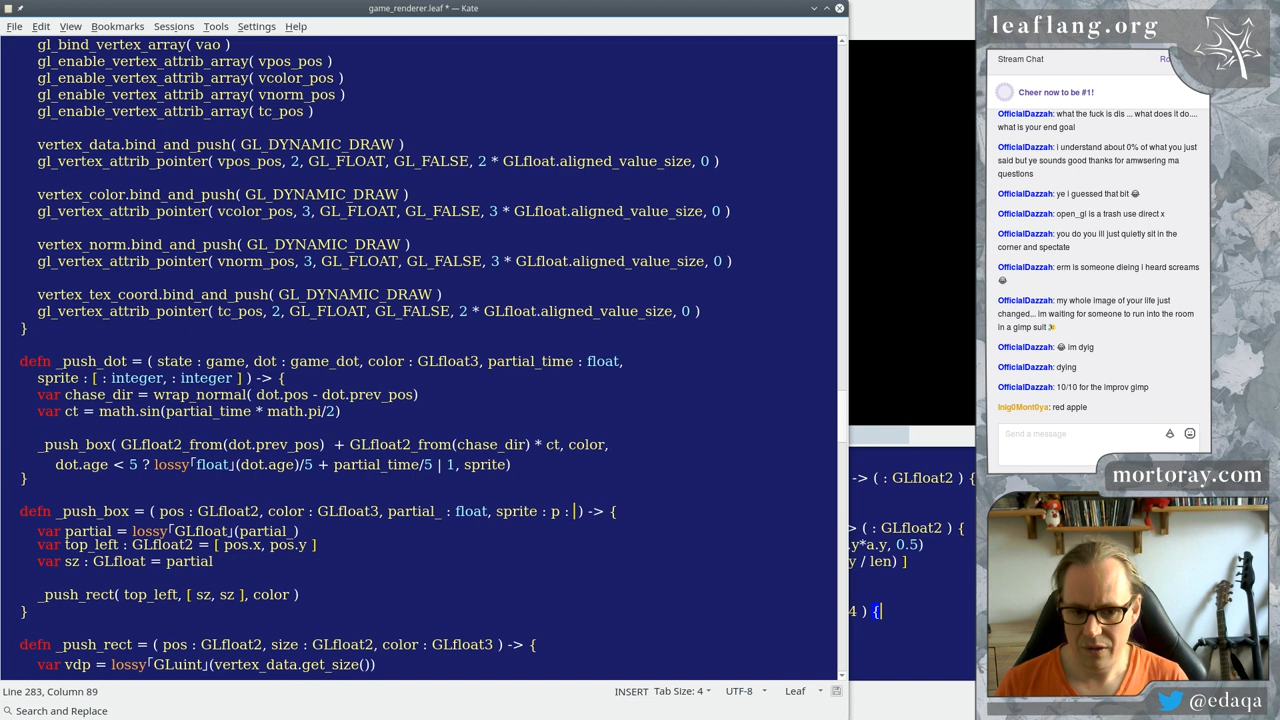 game_renderer.leaf * — Kate
File Edit View Bookmarks Sessions Tools Settings Help
gl_bind_vertex_array( vao )
gl_enable_vertex_attrib_array( vpos_pos )
gl_enable_vertex_attrib_array( vcolor_pos )
gl_enable_vertex_attrib_array( vnorm_pos )
gl_enable_vertex_attrib_array( tc_pos )
vertex_data.bind_and_push( GL_DYNAMIC_DRAW )
gl_vertex_attrib_pointer( vpos_pos, 2, GL_FLOAT, GL_FALSE, 2 * GLfloat.aligned_value_size, 0 )
vertex_color.bind_and_push( GL_DYNAMIC_DRAW )
gl_vertex_attrib_pointer( vcolor_pos, 3, GL_FLOAT, GL_FALSE, 3 * GLfloat.aligned_value_size, 0 )
vertex_norm.bind_and_push( GL_DYNAMIC_DRAW )
gl_vertex_attrib_pointer( vnorm_pos, 3, GL_FLOAT, GL_FALSE, 3 * GLfloat.aligned_value_size, 0 )
vertex_tex_coord.bind_and_push( GL_DYNAMIC_DRAW )
gl_vertex_attrib_pointer( tc_pos, 2, GL_FLOAT, GL_FALSE, 2 * GLfloat.aligned_value_size, 0 )
}
defn _push_dot = ( state : game, dot : game_dot, color : GLfloat3, partial_time : float,
sprite : [ : integer, : integer ] ) -> {
var chase_dir = wrap_normal( dot.pos - dot.prev_pos)
var ct = math.sin(partial_time * math.pi/2)
_push_box( GLfloat2_from(dot.prev_pos) + GLfloat2_from(chase_dir) * ct, color,
dot.age < 5 ? lossy｢float｣(dot.age)/5 + partial_time/5 | 1, sprite)
}
defn _push_box = ( pos : GLfloat2, color : GLfloat3, partial_ : float, sprite : p : ) -> {
var partial = lossy｢GLfloat｣(partial_)
var top_left : GLfloat2 = [ pos.x, pos.y ]
var sz : GLfloat = partial
_push_rect( top_left, [ sz, sz ], color )
}
defn _push_rect = ( pos : GLfloat2, size : GLfloat2, color : GLfloat3 ) -> {
var vdp = lossy｢GLuint｣(vertex_data.get_size())
Line 283, Column 89
INSERT Tab Size: 4 UTF-8 Leaf
Search and Replace
-> ( : GLfloat2 ) {
> ( : GLfloat2 ) {
.y*a.y, 0.5)
y / len) ]
4 ) {
leaflang.org
Stream Chat
Cheer now to be #1!
OfficialDazzah: what the fuck is dis ... what does it do....
what is your end goal
OfficialDazzah: i understand about 0% of what you just
said but ye sounds good thanks for amwsering ma
questions
OfficialDazzah: ye i guessed that bit 😂
OfficialDazzah: open_gl is a trash use direct x
OfficialDazzah: you do you ill just quietly sit in the
corner and spectate
OfficialDazzah: erm is someone dieing i heard screams
😂
OfficialDazzah: my whole image of your life just
changed... im waiting for someone to run into the room
in a gimp suit
OfficialDazzah: 😂 im dyig
OfficialDazzah: dying
OfficialDazzah: 10/10 for the improv gimp
Inig0Mont0ya: red apple
Send a message
mortoray.com
@edaqa